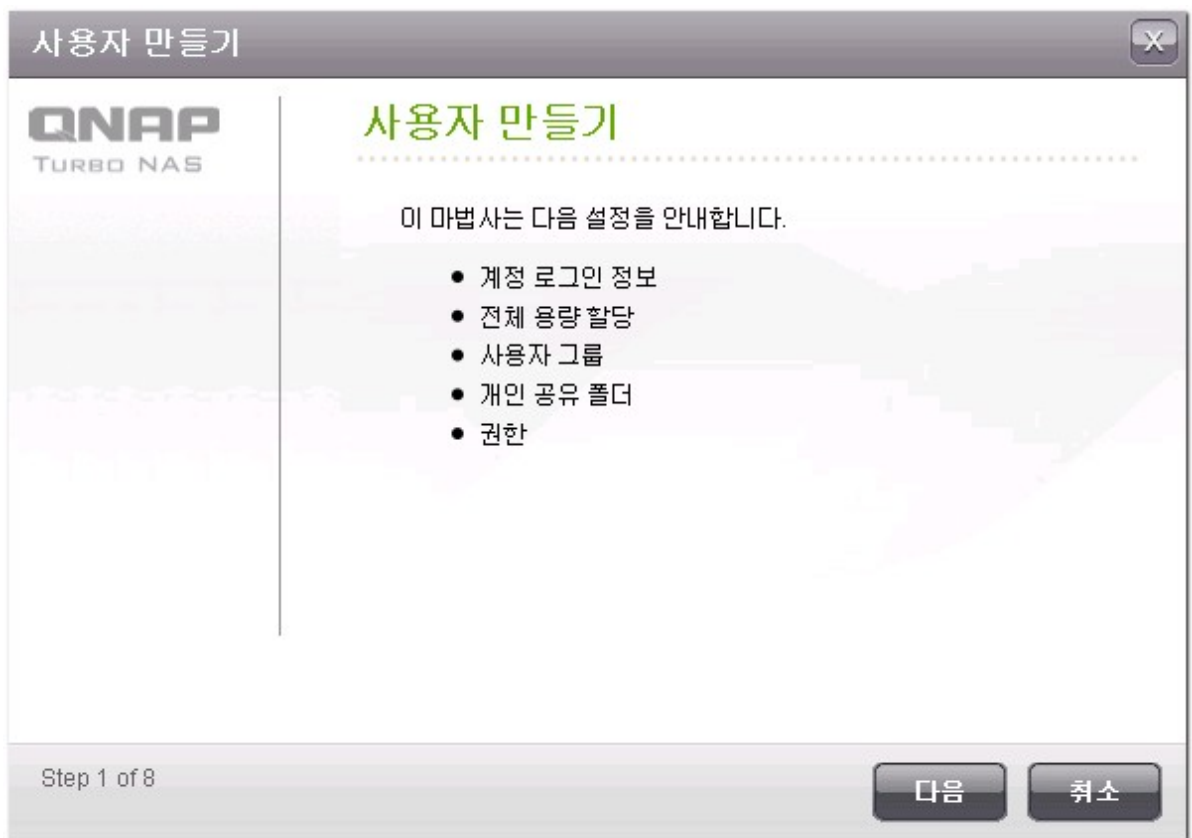 사용자 만들기
X
QNAP
TURBO NAS
사용자 만들기
이 마법사는 다음 설정을 안내합니다.
● 계정 로그인 정보
● 전체 용량 할당
● 사용자 그룹
● 개인 공유 폴더
● 권한
Step 1 of 8
다음
취소